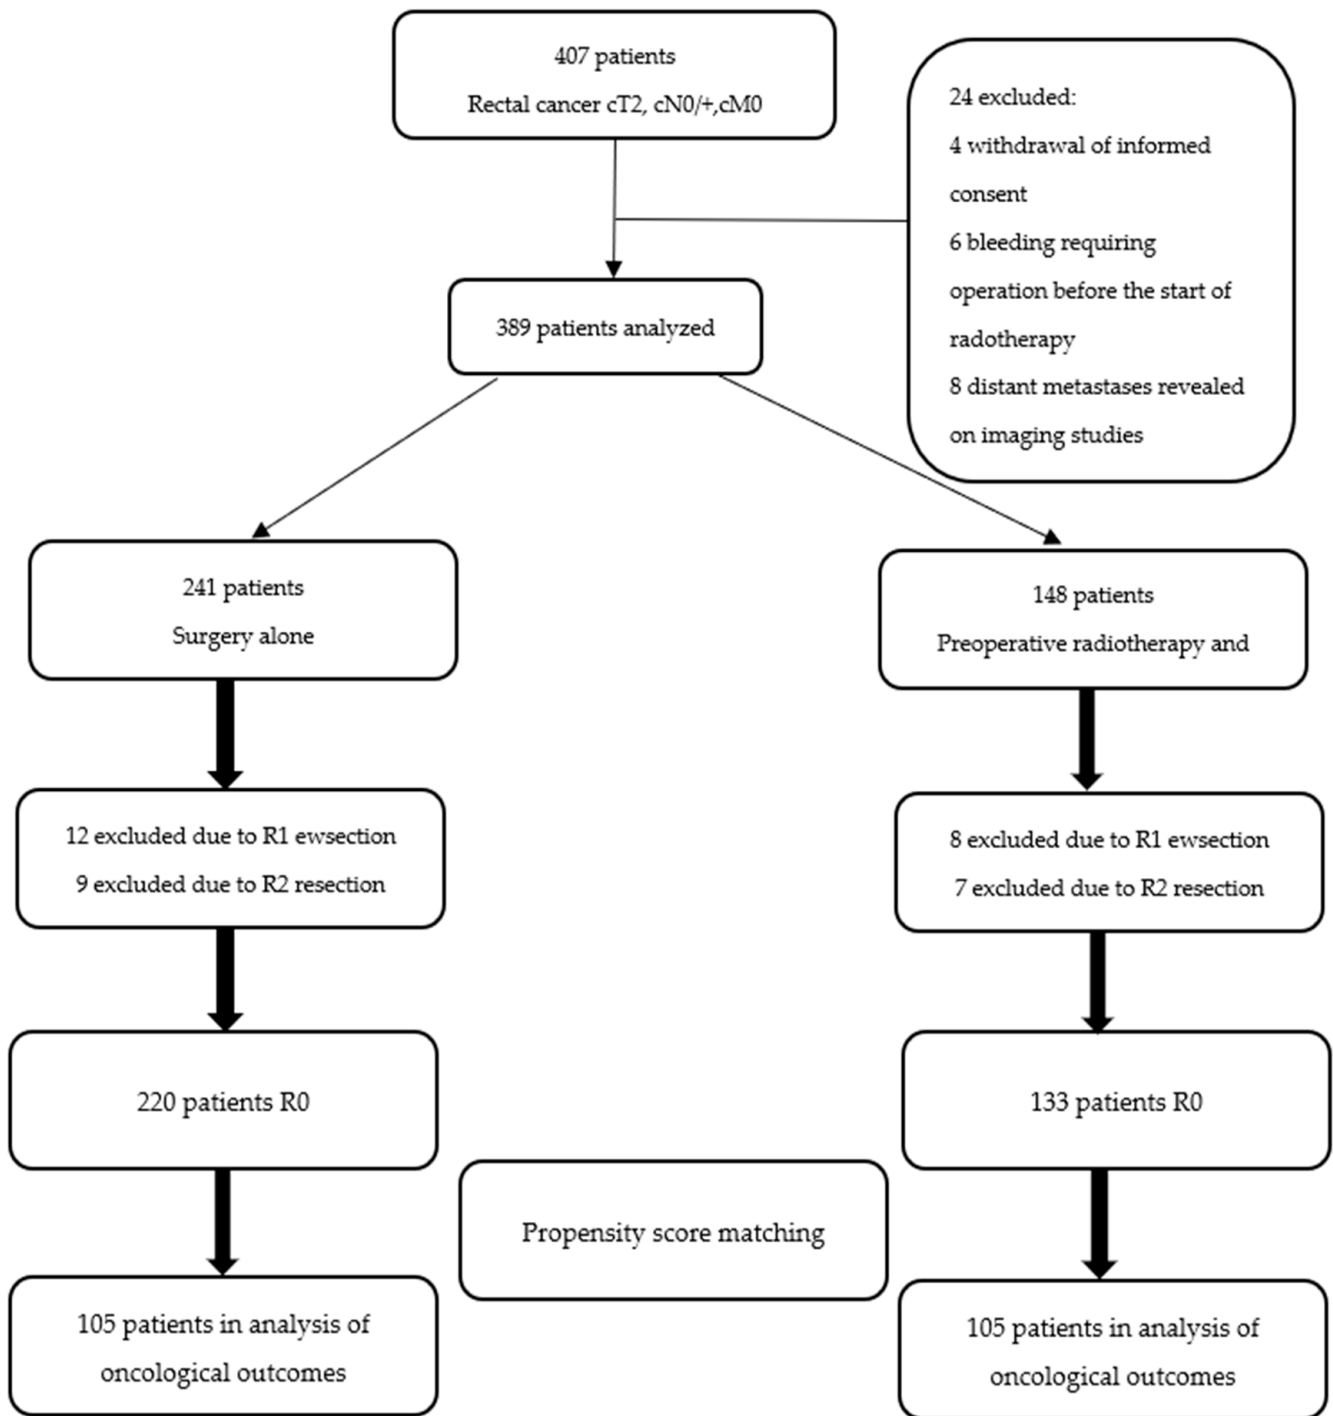 407 patients
Rectal cancer cT2, cN0/+,cM0
24 excluded:
4 withdrawal of informed
consent
6 bleeding requiring
operation before the start of
radotherapy
8 distant metastases revealed
on imaging studies
389 patients analyzed
241 patients
Surgery alone
148 patients
Preoperative radiotherapy and
12 excluded due to R1 ewsection
9 excluded due to R2 resection
8 excluded due to R1 ewsection
7 excluded due to R2 resection
220 patients R0
133 patients R0
Propensity score matching
105 patients in analysis of
oncological outcomes
105 patients in analysis of
oncological outcomes